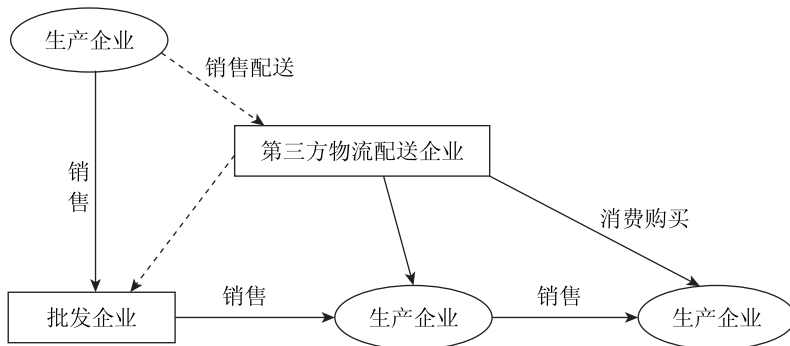 生产企业
销售配送
第三方物流配送企业
销
售
消费购买
批发企业
销售
生产企业
销售
生产企业